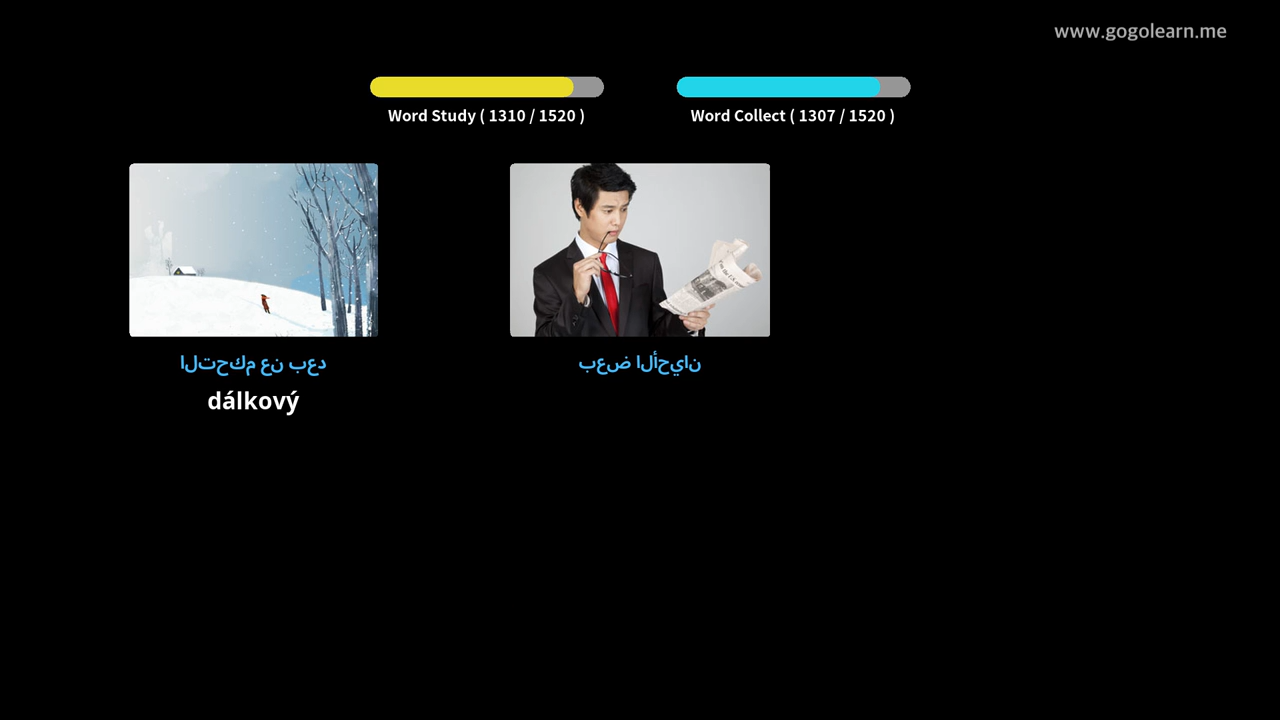 www.gogolearn.me
Word Study ( 1310 / 1520 )
Word Collect ( 1307 / 1520 )
التحكم عن بعد
dálkový
بعض الأحيان